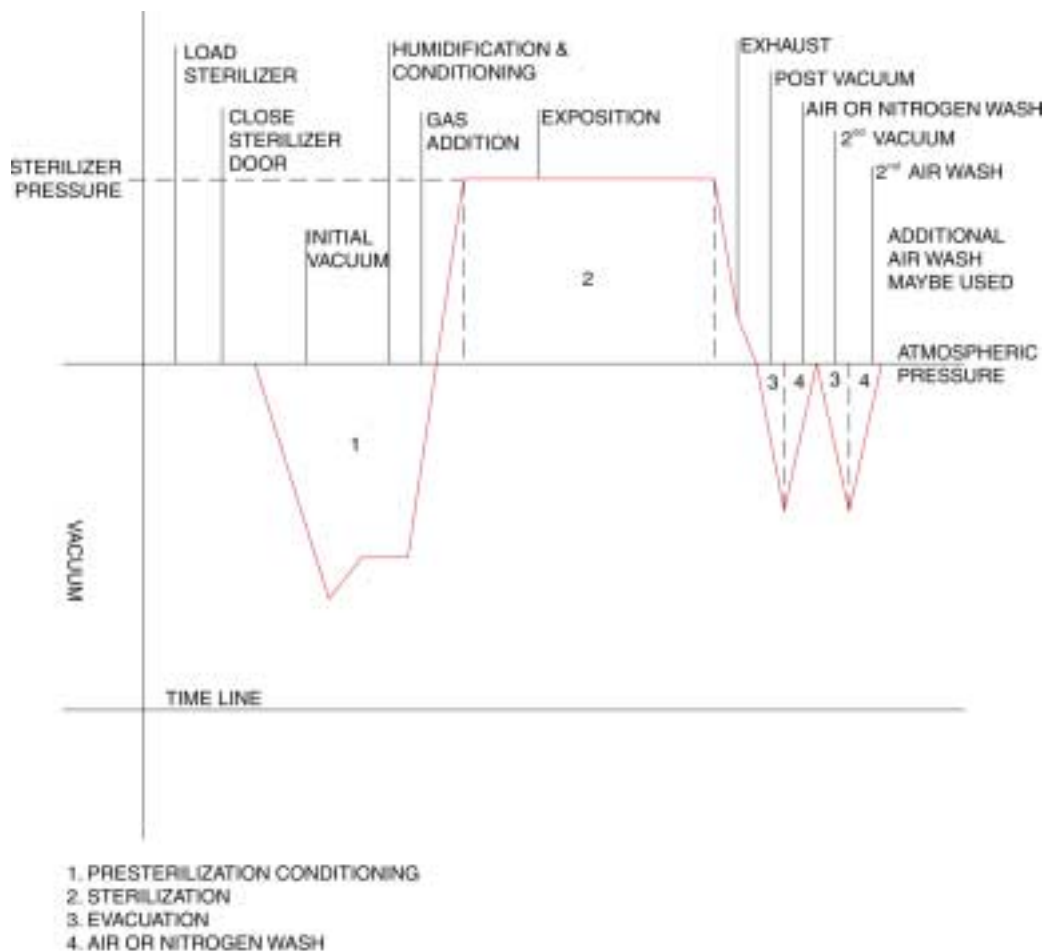 LOAD
STERILIZER
HUMIDIFICATION &
CONDITIONING
EXHAUST
POST VACUUM
CLOSE
STERILIZER
DOOR
GAS
ADDITION
EXPOSITION
AIR OR NITROGEN WASH
2ND VACUUM
STERILIZER
PRESSURE
2nd AIR WASH
INITIAL
VACUUM
ADDITIONAL
AIR WASH
MAYBE USED
2
ATMOSPHERIC
PRESSURE
3
4
3
4
1
VACUUM
TIME LINE
1. PRESTERILIZATION CONDITIONING
2. STERILIZATION
3. EVACUATION
4. AIR OR NITROGEN WASH